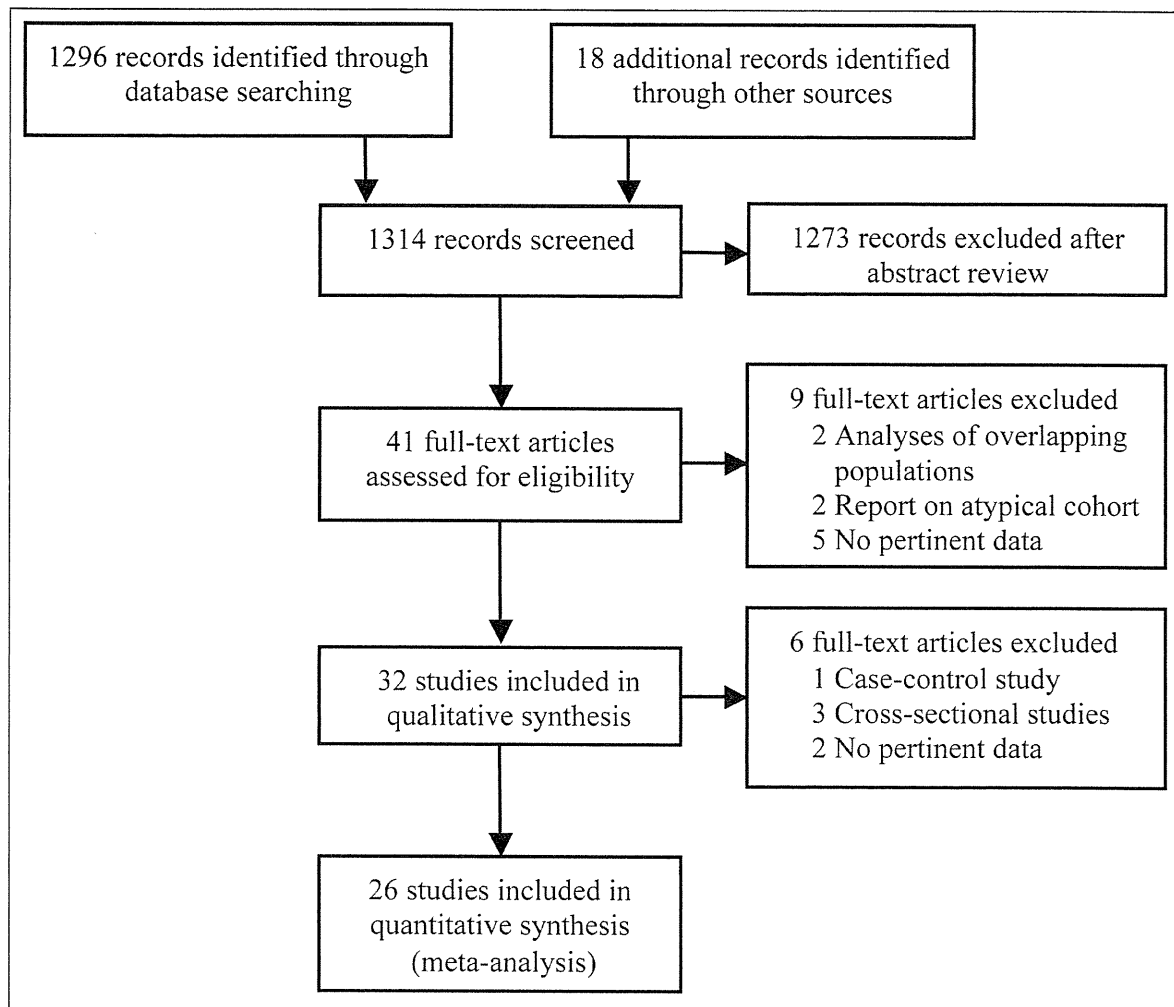 1296 records identified through
database searching
18 additional records identified
through other sources
1314 records screened
1273 records excluded after
abstract review
41 full-text articles
assessed for eligibility
9 full-text articles excluded
2 Analyses of overlapping
populations
2 Report on atypical cohort
5 No pertinent data
32 studies included in
qualitative synthesis
6 full-text articles excluded
1 Case-control study
3 Cross-sectional studies
2 No pertinent data
26 studies included in
quantitative synthesis
(meta-analysis)